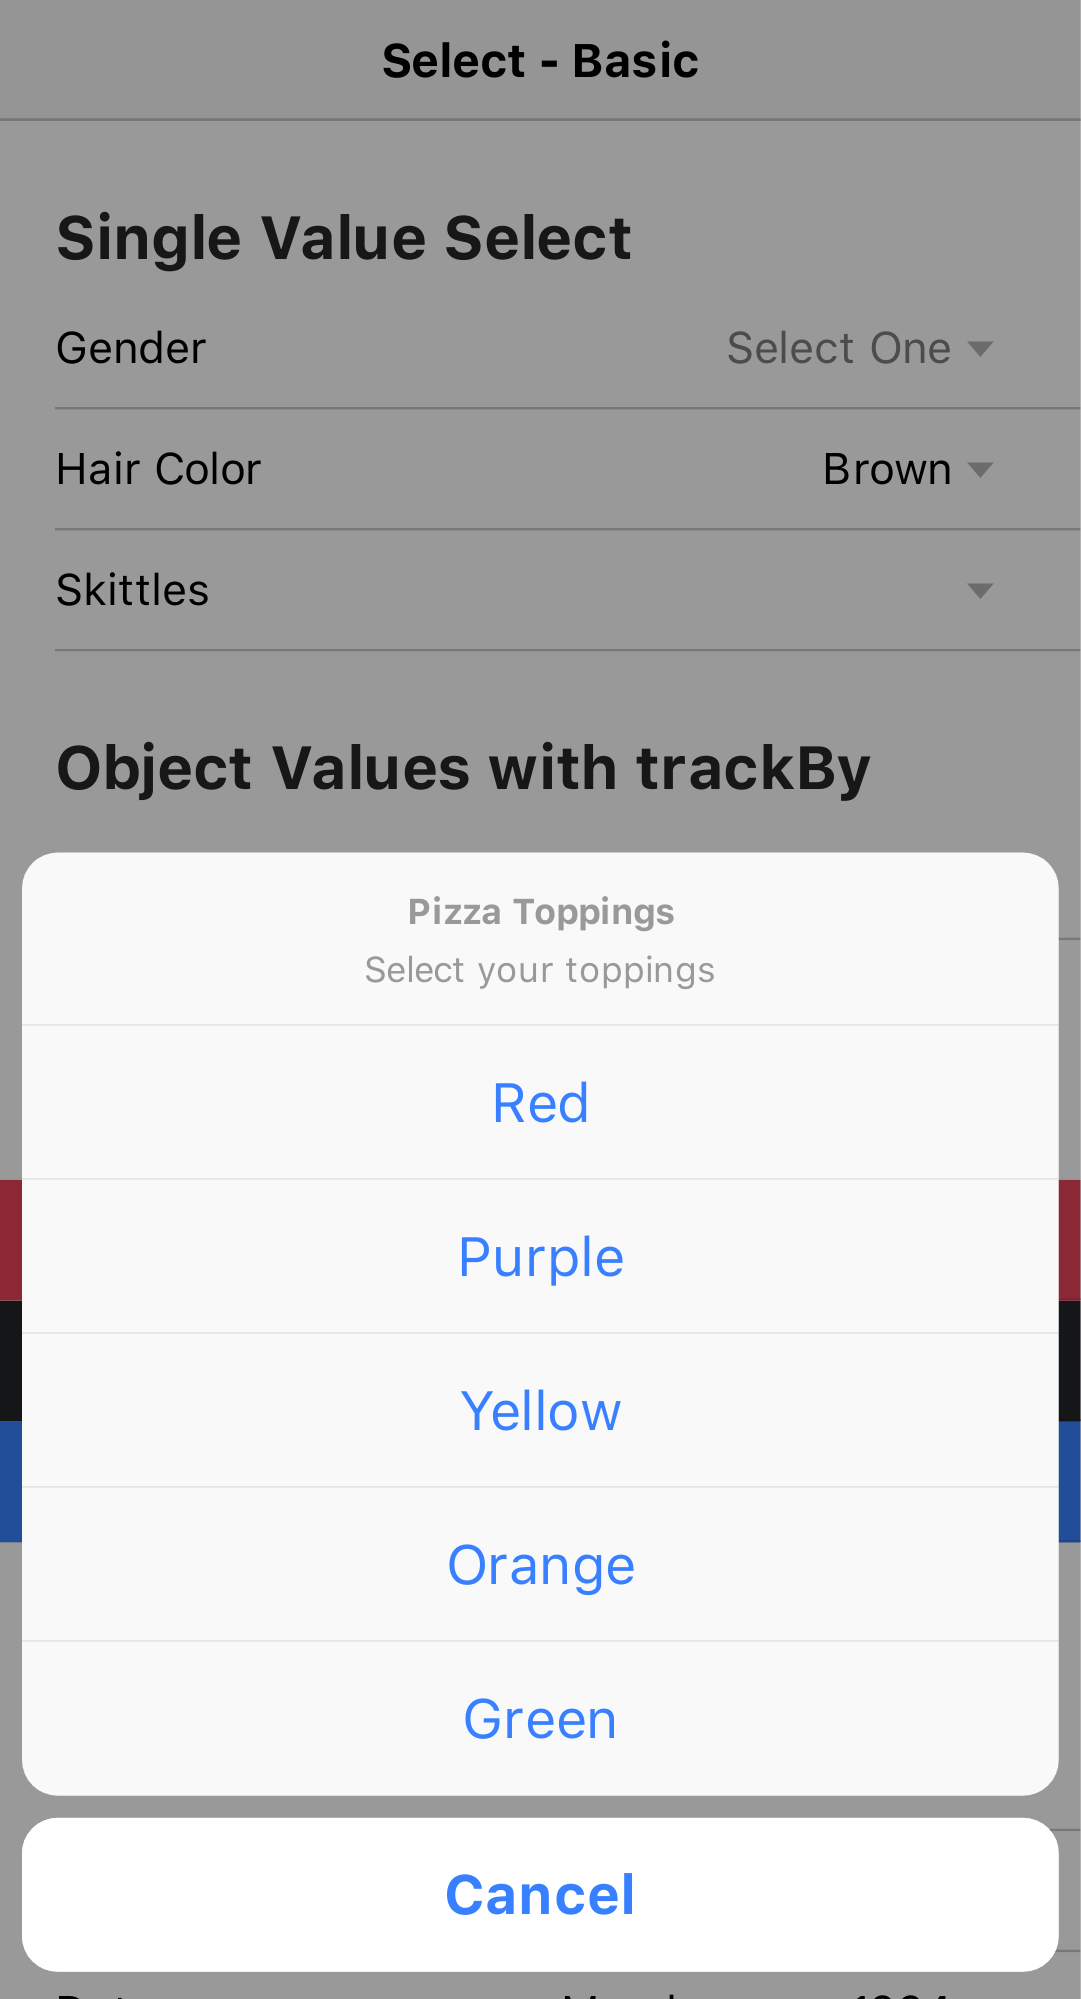 Select - Basic
Single Value Select
Gender Select One
Hair Color Brown
Skittles
Object Values with trackBy
Pizza Toppings
Select your toppings
Red
Purple
Yellow
Orange
Green
Cancel